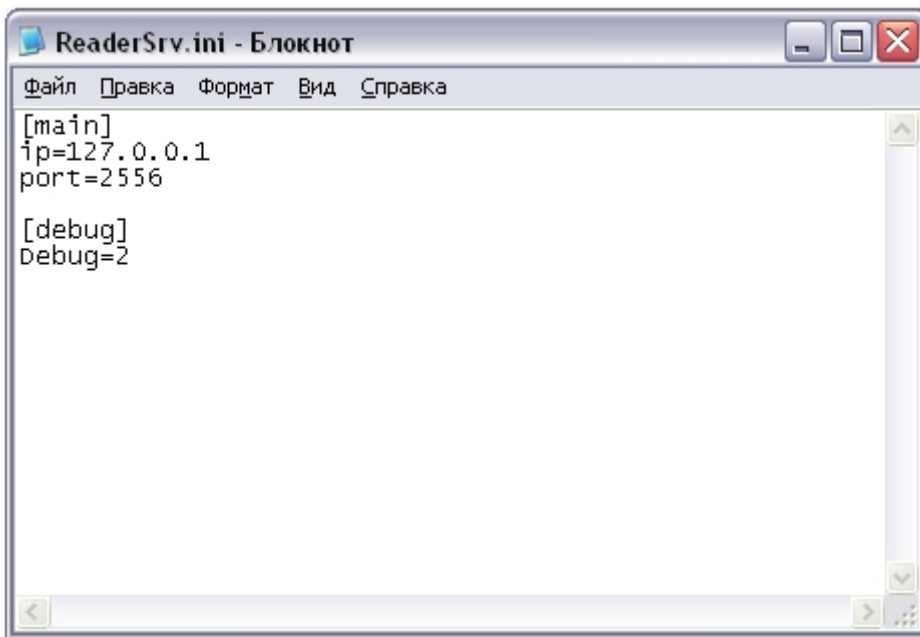 ReaderSrv.ini - Блокнот
Файл Правка Формат Вид Справка
[main]
ip=127.0.0.1
port=2556
[debug]
Debug=2